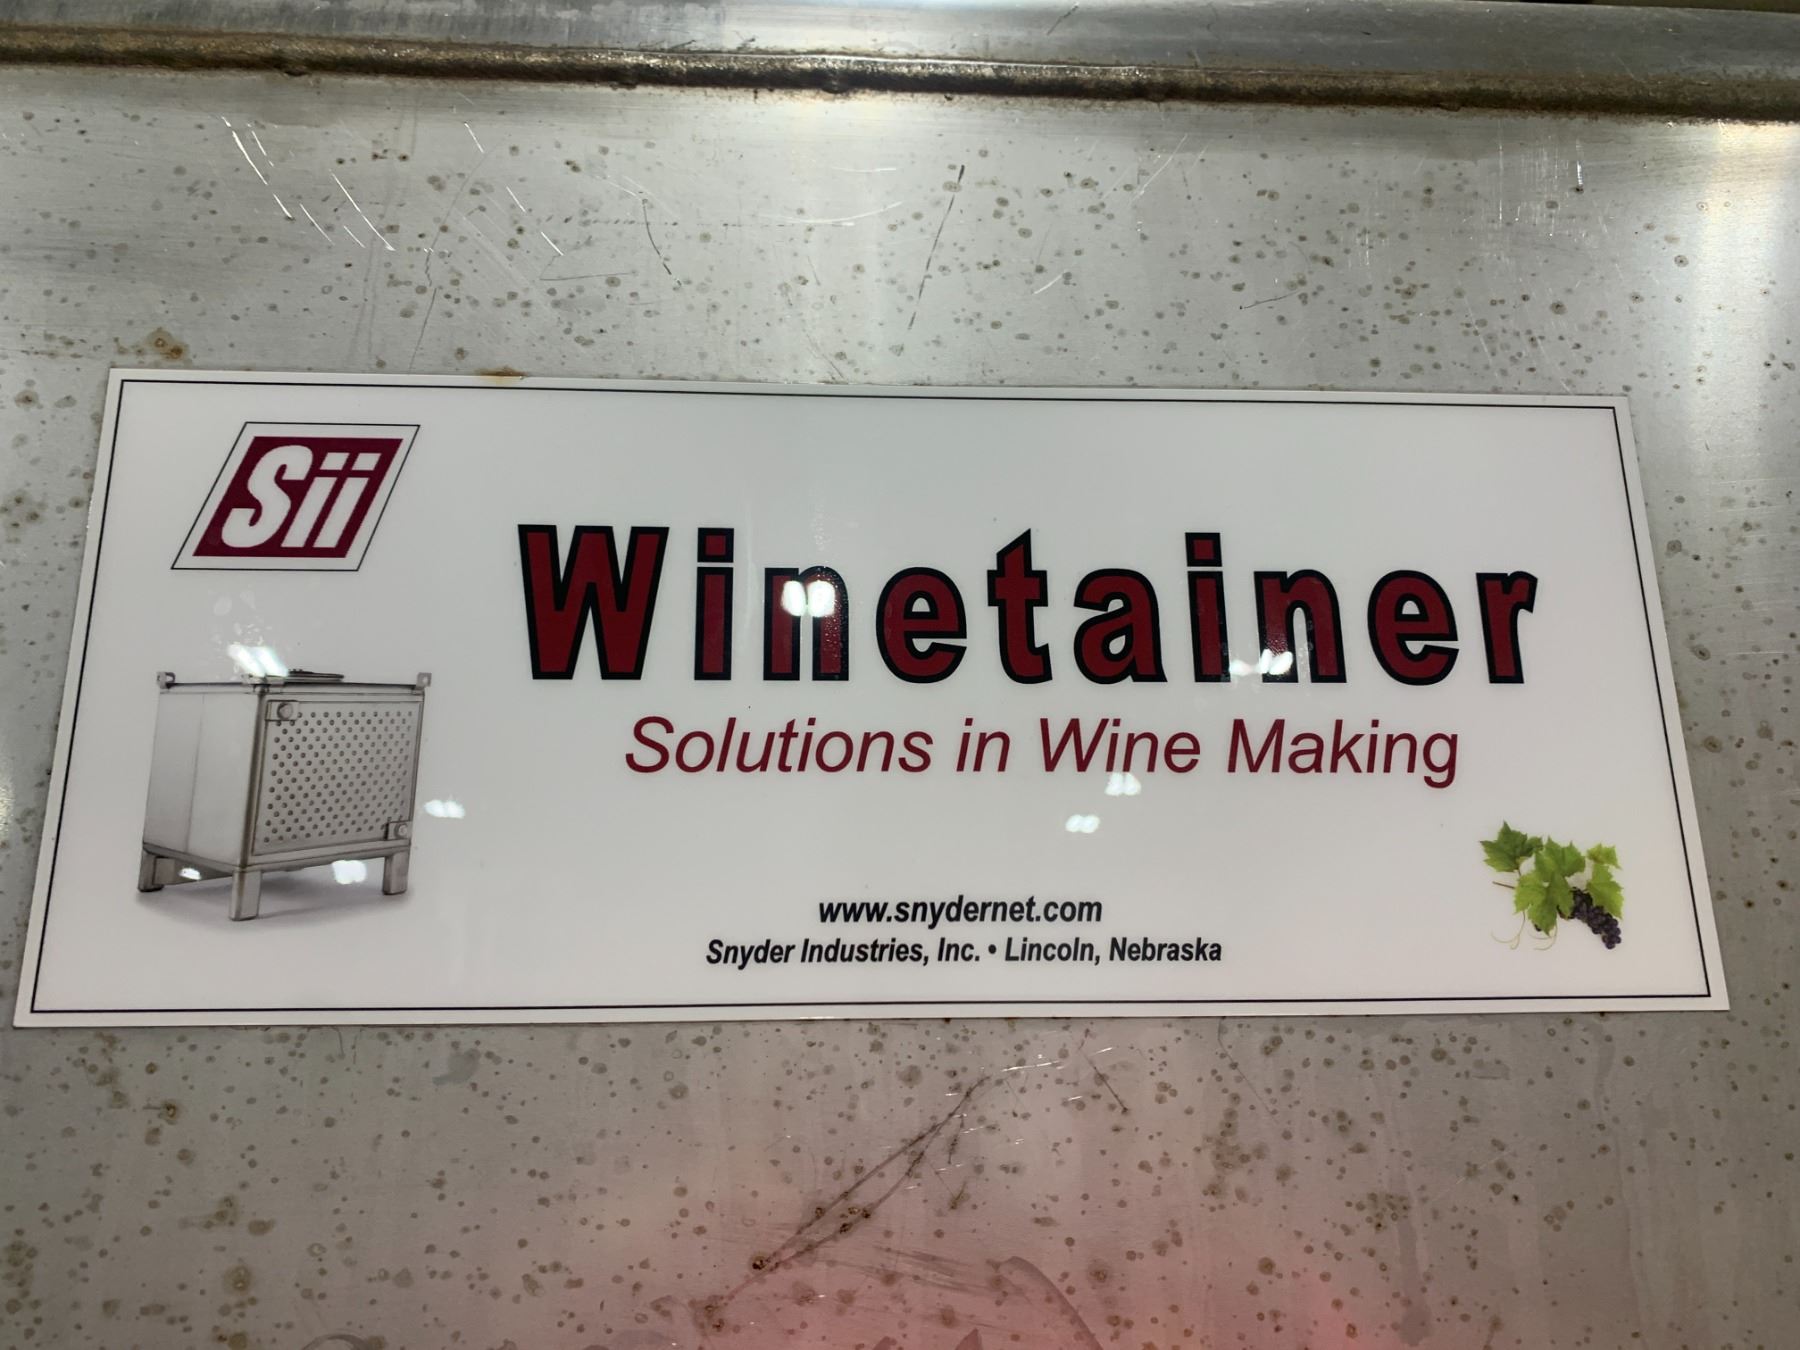 Sii
Winetainer
Solutions in Wine Making
www.snydernet.com
Snyder Industries, Inc. • Lincoln, Nebraska